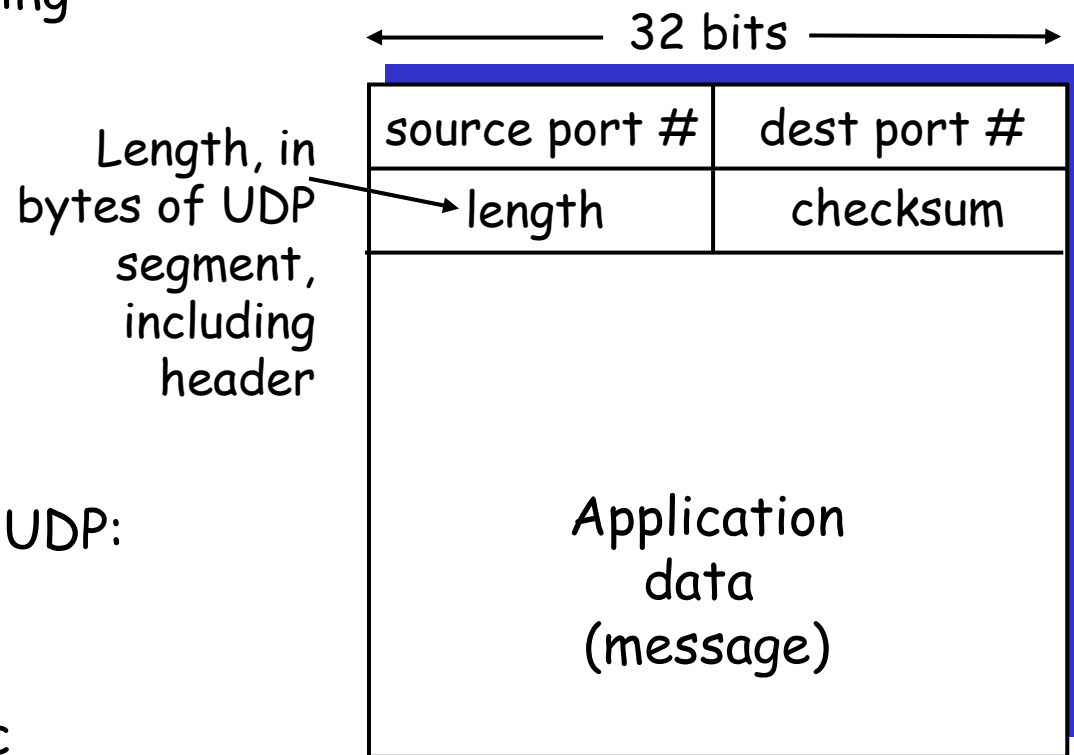 32 bits
source port # dest port #
Length, in
bytes of UDP
segment,
including
header
length checksum
UDP:
Application
data
(message)